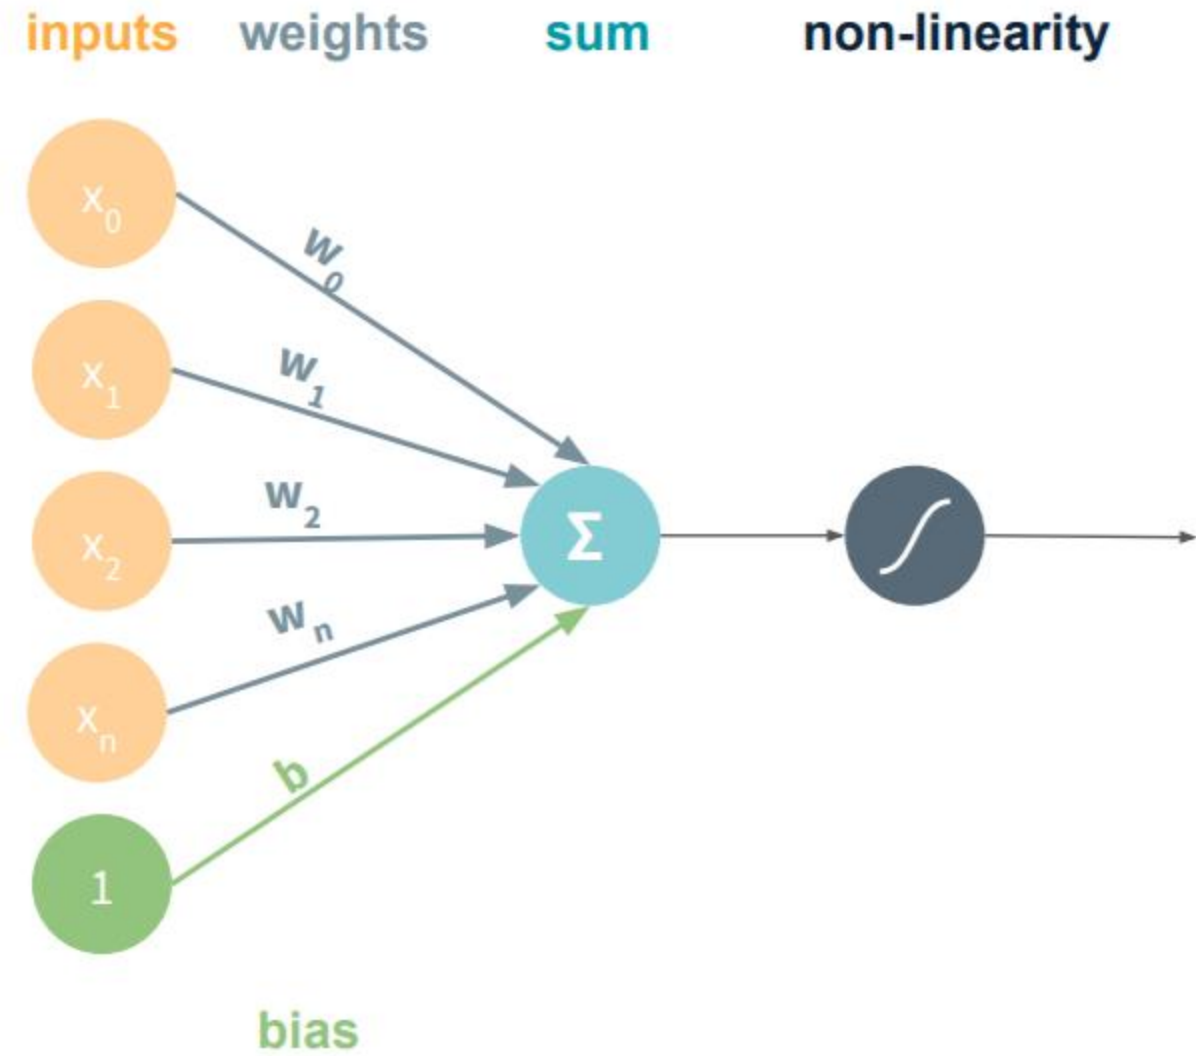 inputs weights sum non-linearity
x0
w0
x1
w1
x2
w2
Σ
xn
wn
b
1
bias